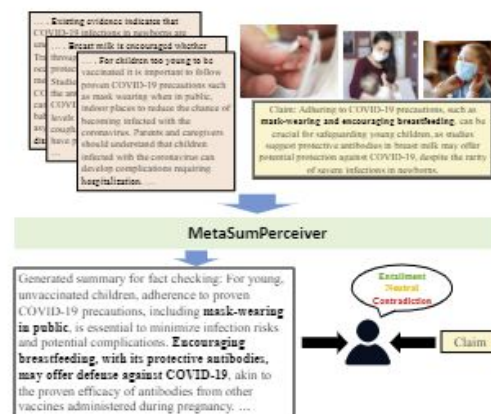 .... Existing evidence indicates that
COVID-19 infections in newborns are
.... Breast milk is encouraged whether
.... For children too young to be
vaccinated it is important to follow
proven COVID-19 precautions such
as mask wearing when in public,
indoor places to reduce the chance of
becoming infected with the
coronavirus. Parents and caregivers
should understand that children
infected with the coronavirus can
develop complications requiring
hospitalization. ...
Claim: Adhering to COVID-19 precautions, such as
mask-wearing and encouraging breastfeeding, can be
crucial for safeguarding young children, as studies
suggest protective antibodies in breast milk may offer
potential protection against COVID-19, despite the rarity
of severe infections in newborns.
MetaSumPerceiver
Generated summary for fact checking: For young,
unvaccinated children, adherence to proven
COVID-19 precautions, including mask-wearing
in public, is essential to minimize infection risks
and potential complications. Encouraging
breastfeeding, with its protective antibodies,
may offer defense against COVID-19, akin to
the proven efficacy of antibodies from other
vaccines administered during pregnancy. ...
Entailment
Neutral
Contradiction
Claim